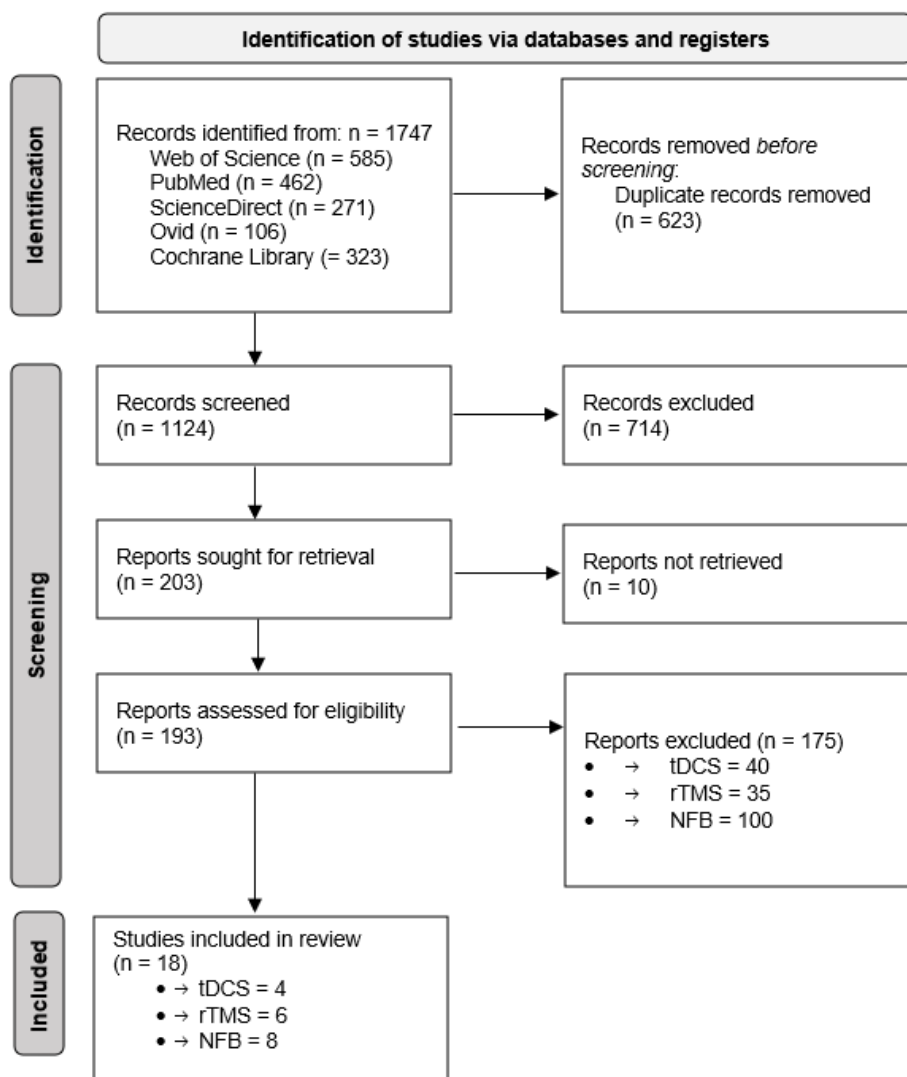 Identification of studies via databases and registers
Identification
Records identified from: n = 1747
Web of Science (n = 585)
PubMed (n = 462)
ScienceDirect (n = 271)
Ovid (n = 106)
Cochrane Library (= 323)
Records removed before
screening:
Duplicate records removed
(n = 623)
Screening
Records screened
(n = 1124)
Records excluded
(n = 714)
Reports sought for retrieval
(n = 203)
Reports not retrieved
(n = 10)
Reports assessed for eligibility
(n = 193)
Reports excluded (n = 175)
● → tDCS = 40
● → rTMS = 35
● → NFB = 100
Included
Studies included in review
(n = 18)
● → tDCS = 4
● → rTMS = 6
● → NFB = 8